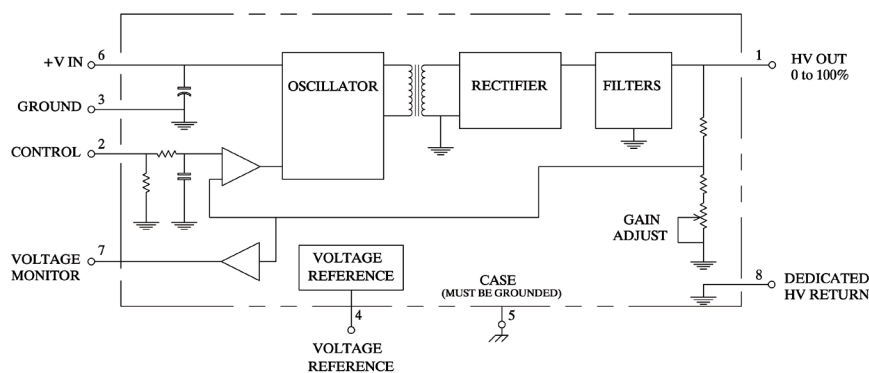 +V IN
6
GROUND
3
CONTROL
2
VOLTAGE
MONITOR
7
OSCILLATOR
RECTIFIER
FILTERS
1
HV OUT
0 to 100%
GAIN
ADJUST
VOLTAGE
REFERENCE
CASE
(MUST BE GROUNDED)
8
DEDICATED
HV RETURN
4
5
VOLTAGE
REFERENCE